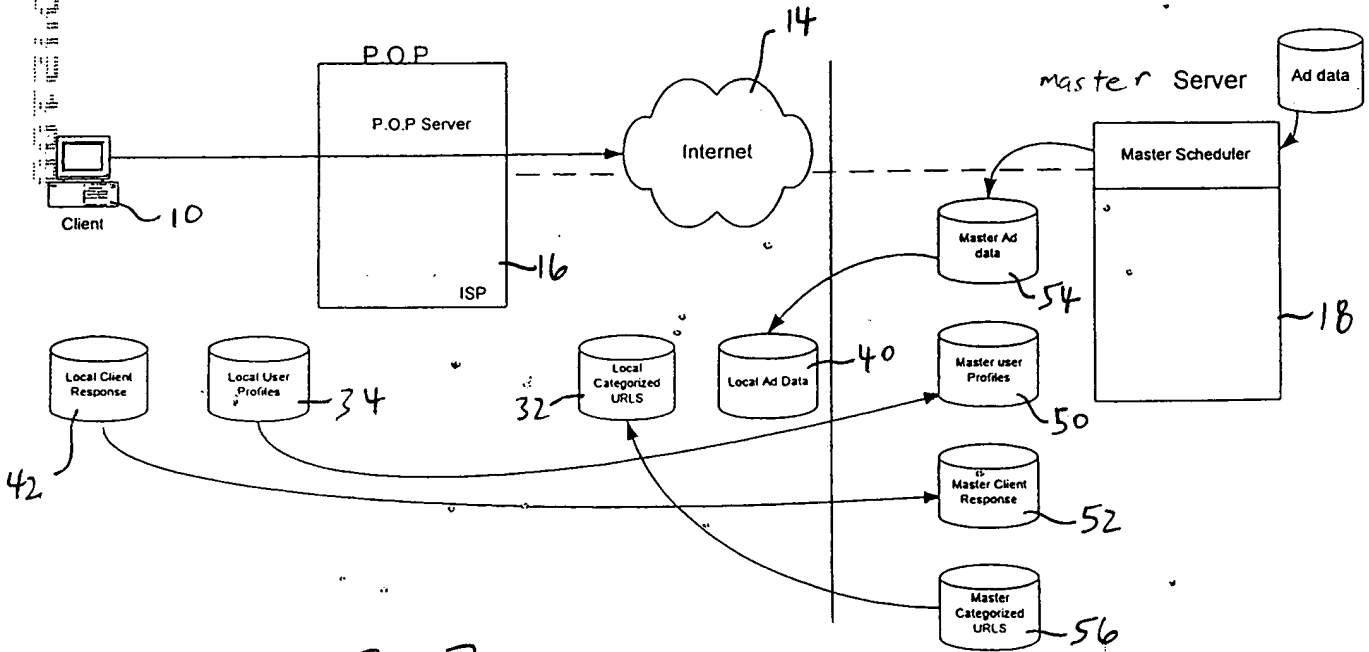 14
P.O.P
master Server
Ad data
P.O.P Server
Internet
Master Scheduler
Client
10
Master Ad
data
54
16
ISP
18
Local Client
Response
Local User
Profiles
34
Local
Categorized
URLS
32
Local Ad Data
40
Master user
Profiles
50
42
Master Client
Response
52
Master
Categorized
URLS
56